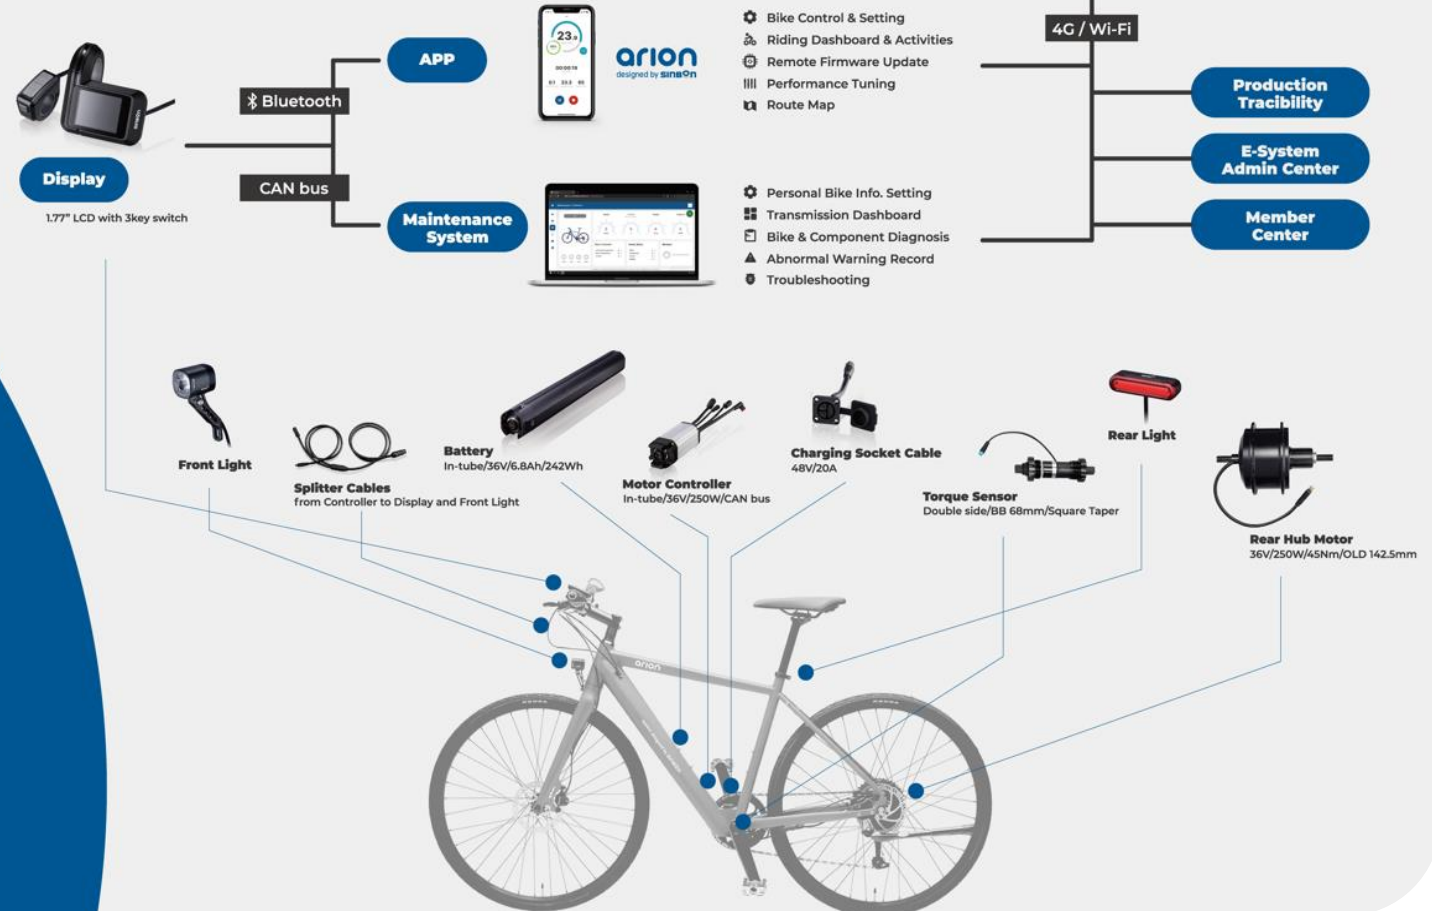 Bike Control & Setting
Riding Dashboard & Activities
Remote Firmware Update
Performance Tuning
Route Map
4G / Wi-Fi
APP
23.9
00:00:19
arion
designed by SINBON
Bluetooth
Production
Tracibility
E-System
Admin Center
Member
Center
Display
1.77” LCD with 3key switch
CAN bus
Maintenance
System
Personal Bike Info. Setting
Transmission Dashboard
Bike & Component Diagnosis
Abnormal Warning Record
Troubleshooting
Front Light
Splitter Cables
from Controller to Display and Front Light
Battery
In-tube/36V/6.8Ah/242Wh
Motor Controller
In-tube/36V/250W/CAN bus
Charging Socket Cable
48V/20A
Torque Sensor
Double side/BB 68mm/Square Taper
Rear Light
Rear Hub Motor
36V/250W/45Nm/OLD 142.5mm
arion